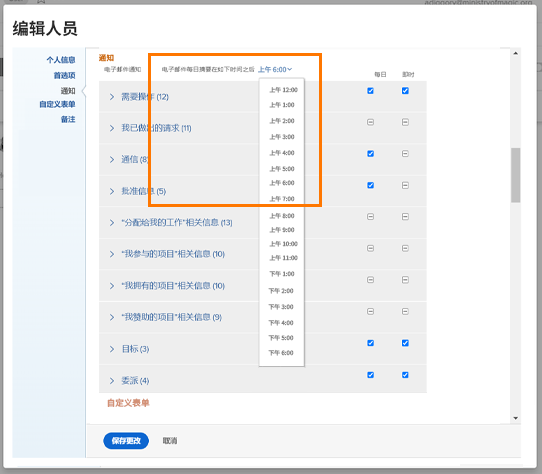 adiggory@ministryofmagic.org
编辑人员
个人信息
首选项
通知
自定义表单
备注
通知
电子邮件通知 电子邮件每日摘要在如下时间之后 上午 6:00
每日 即时
需要操作 (12)
我已做出的请求 (11)
通信 (8)
批准信息 (5)
"分配给我的工作"相关信息 (13)
"我参与的项目"相关信息 (10)
"我拥有的项目"相关信息 (10)
"我赞助的项目"相关信息 (9)
目标 (3)
委派 (4)
上午 12:00
上午 1:00
上午 2:00
上午 3:00
上午 4:00
上午 5:00
上午 6:00
上午 7:00
上午 8:00
上午 9:00
上午 10:00
上午 11:00
下午 1:00
下午 2:00
下午 3:00
下午 4:00
下午 5:00
下午 6:00
自定义表单
保存更改 取消